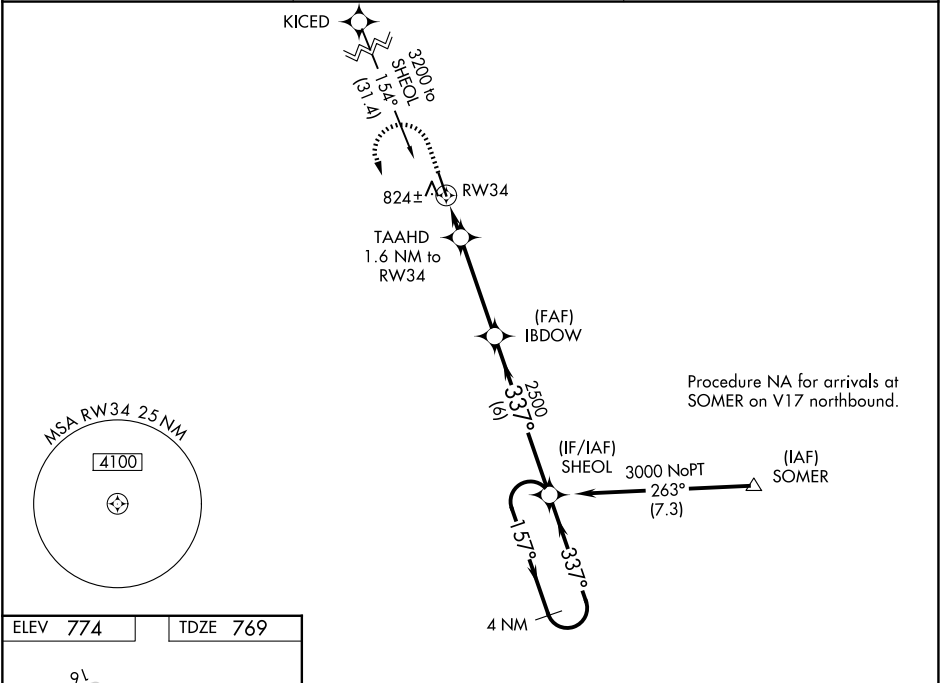 KICED
3200 to
SHEOL
154°
(31.4)
824±
RW34
TAAHD
1.6 NM to
RW34
(FAF)
IBDOW
2500
337°
(6)
Procedure NA for arrivals at
SOMER on V17 northbound.
(IF/IAF)
SHEOL
3000 NoPT
263°
(7.3)
(IAF)
SOMER
157°
337°
4 NM
MSA RW34 25 NM
4100
ELEV 774
TDZE 769
16